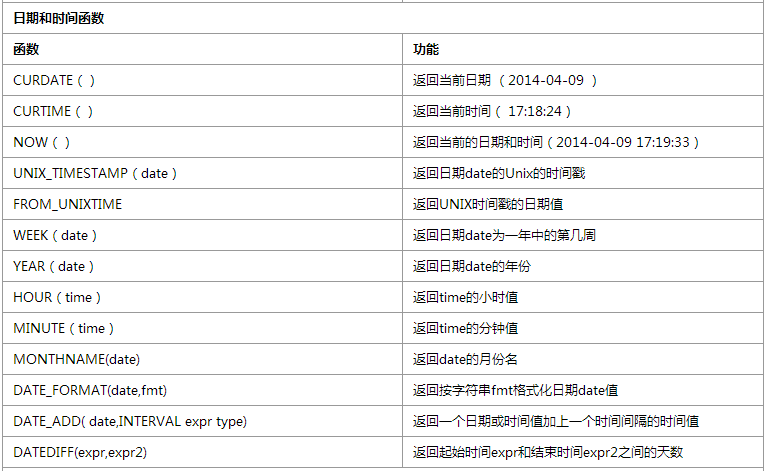 日期和时间函数
函数 功能
CURDATE ( ) 返回当前日期 （2014-04-09 ）
CURTIME ( ) 返回当前时间（ 17:18:24）
NOW ( ) 返回当前的日期和时间（2014-04-09 17:19:33）
UNIX_TIMESTAMP（date） 返回日期date的Unix的时间戳
FROM_UNIXTIME 返回UNIX时间戳的日期值
WEEK（date） 返回日期date为一年中的第几周
YEAR（date） 返回日期date的年份
HOUR（time） 返回time的小时值
MINUTE（time） 返回time的分钟值
MONTHNAME(date) 返回date的月份名
DATE_FORMAT(date,fmt) 返回按字符串fmt格式化日期date值
DATE_ADD( date,INTERVAL expr type) 返回一个日期或时间值加上一个时间间隔的时间值
DATEDIFF(expr,expr2) 返回起始时间expr和结束时间expr2之间的天数